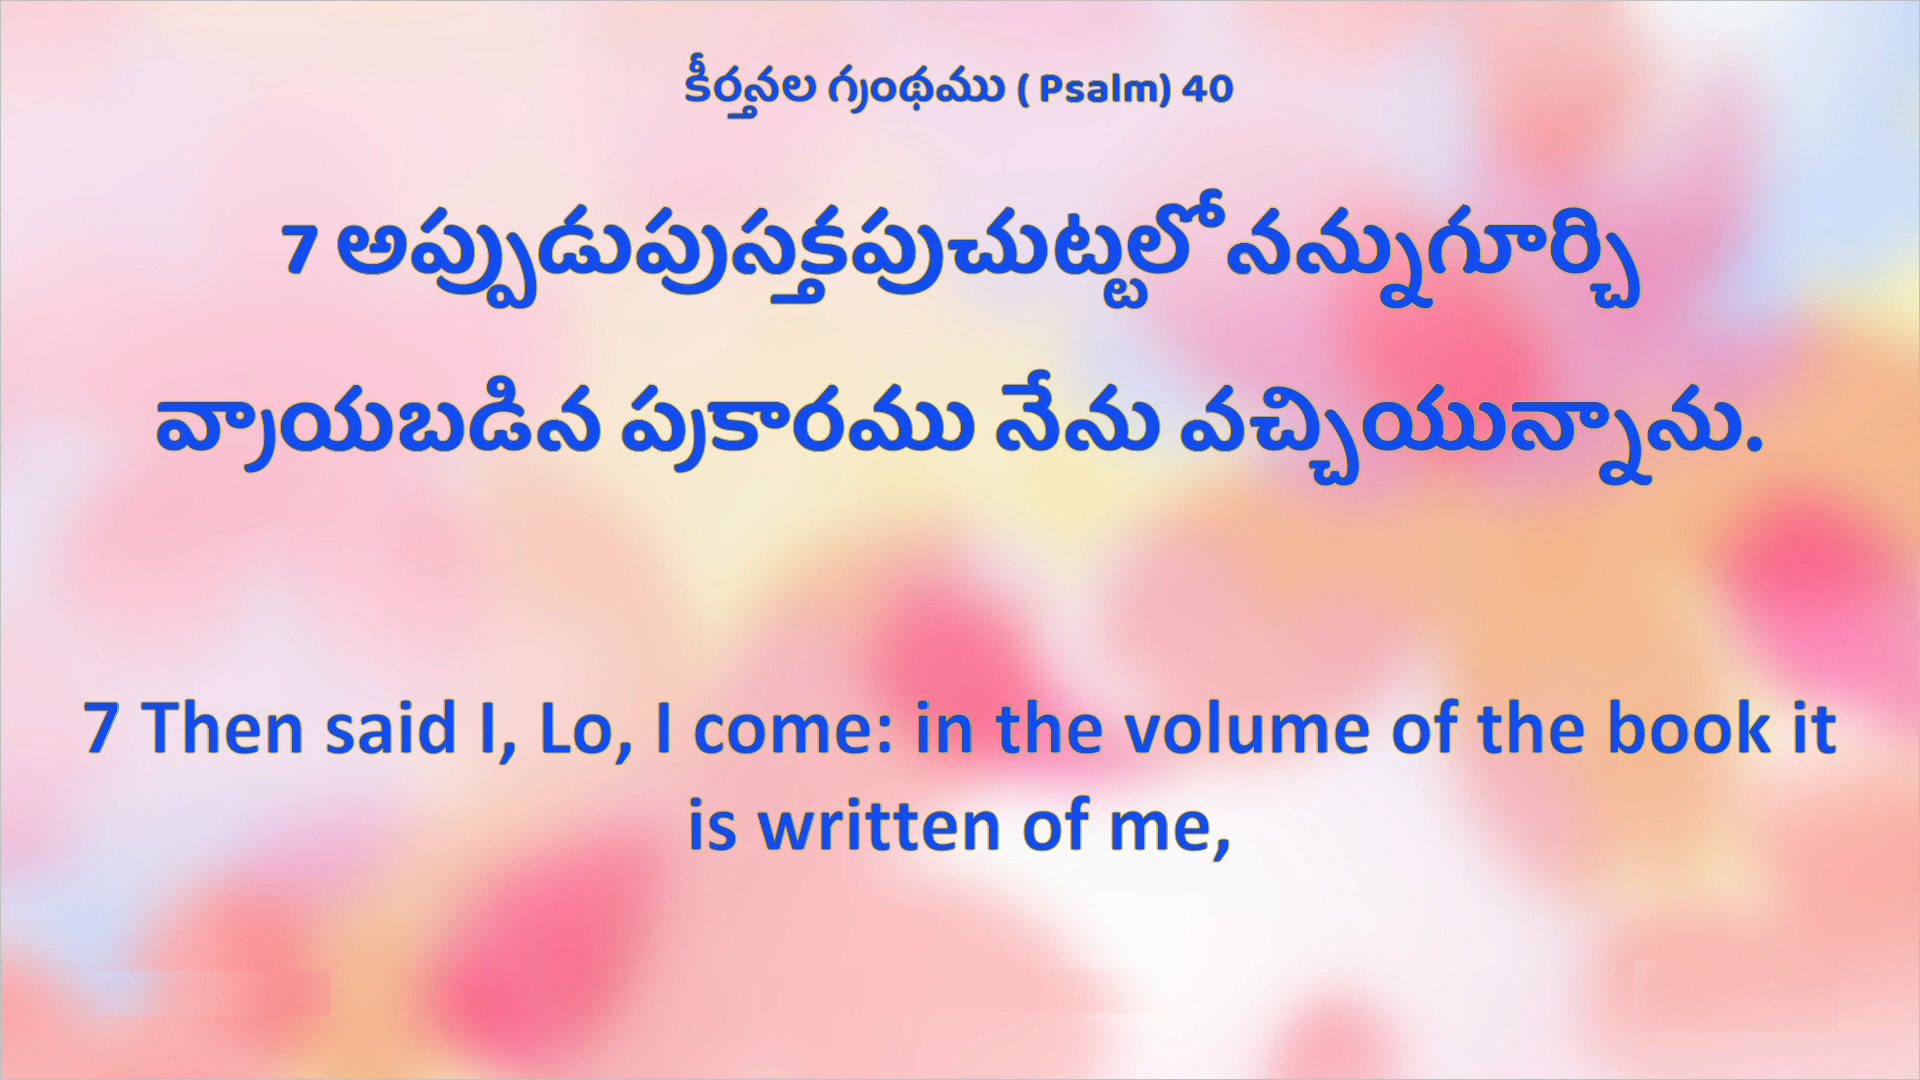 కీర్తనల గ్రంథము ( Psalm) 40
7 అప్పుడుపుస్తకపుచుట్టలో నన్నుగూర్చి
వ్రాయబడిన ప్రకారము నేను వచ్చియున్నాను.
7 Then said I, Lo, I come: in the volume of the book it
is written of me,